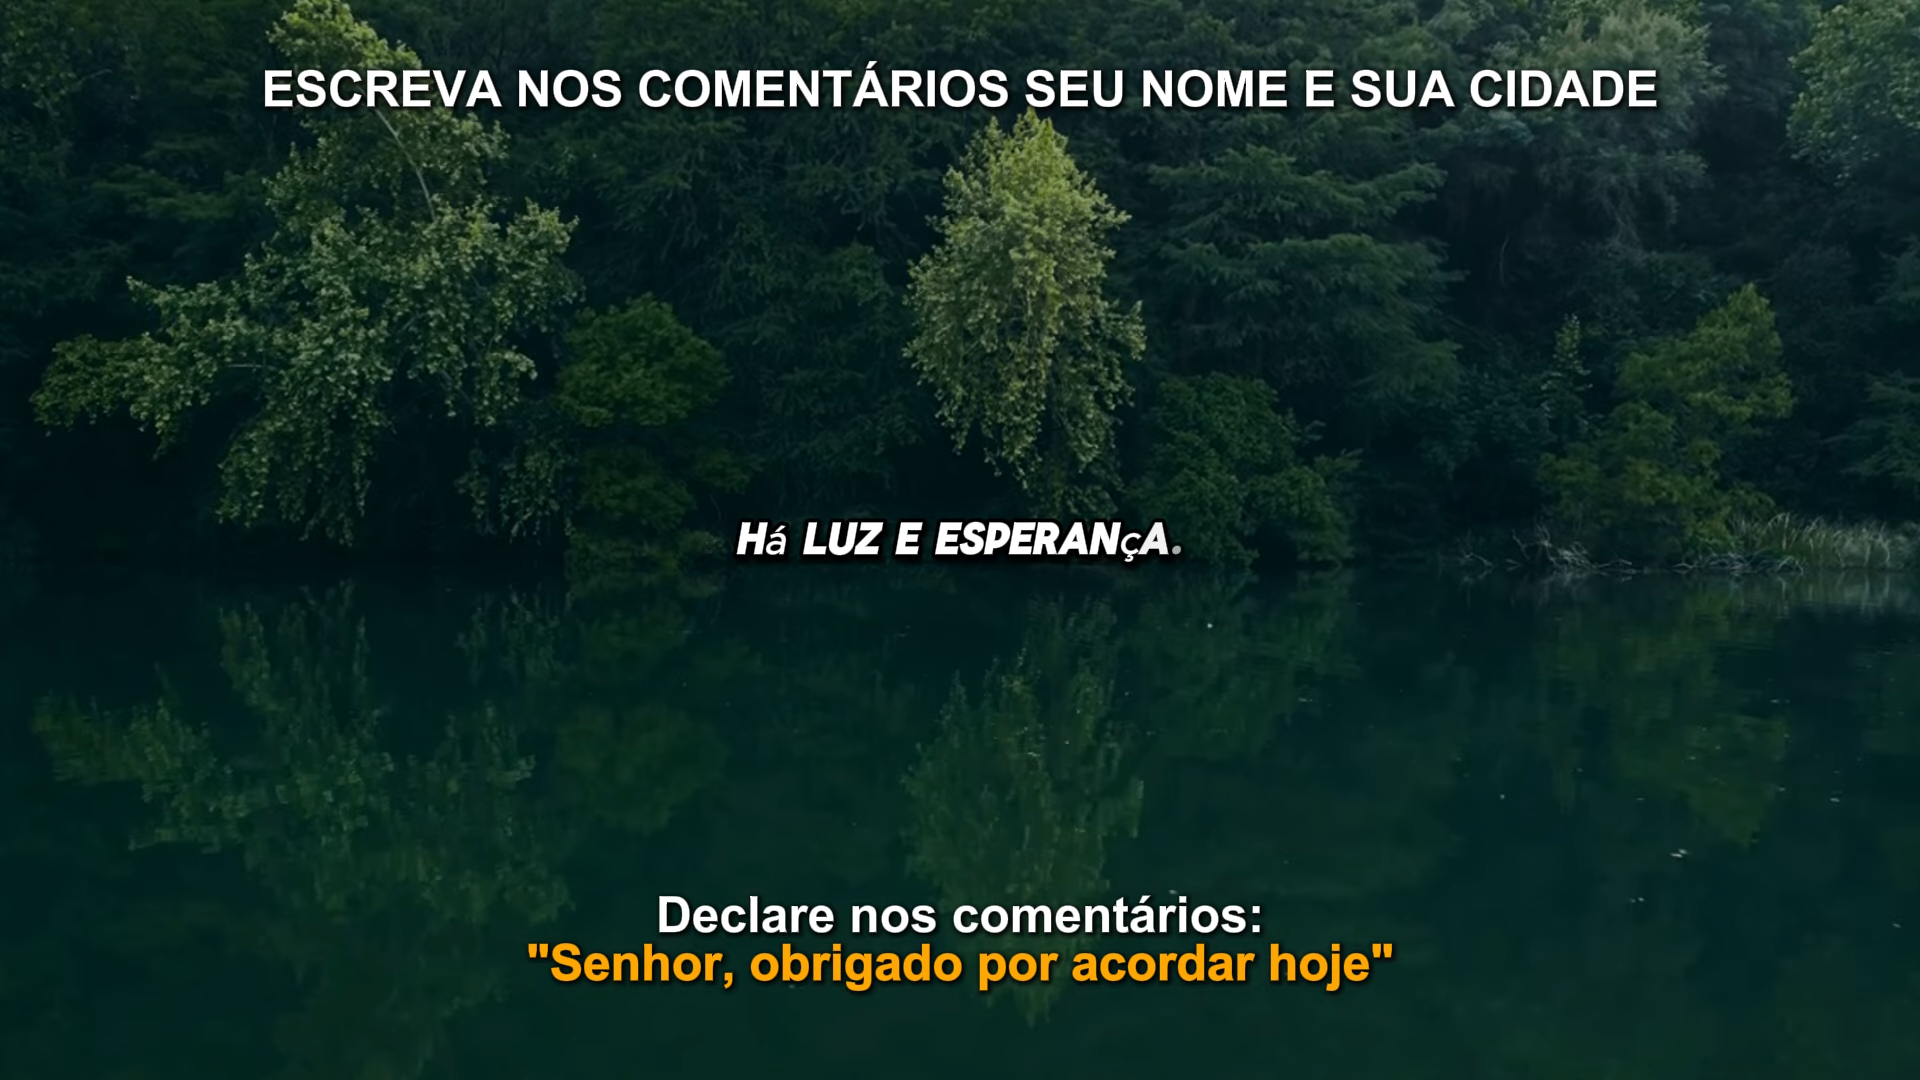 ESCREVA NOS COMENTÁRIOS SEU NOME E SUA CIDADE
Há LUZ E ESPERANçA.
Declare nos comentários:
"Senhor, obrigado por acordar hoje"